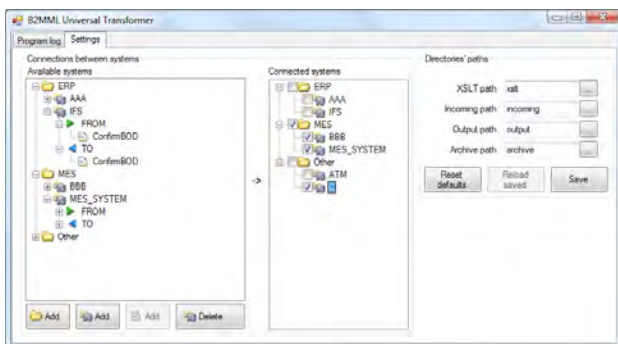 B2MML Universal Transformer
Program log Settings
Connections between systems
Available systems
ERP
AAA
IFS
FROM
ConfirmBOD
TO
ConfirmBOD
MES
BBB
MES_SYSTEM
FROM
TO
Other
Add Add Add Delete
->
Connected systems
ERP
AAA
IFS
MES
BBB
MES_SYSTEM
Other
ATM
Directories' paths
XSLT path xslt ...
Incoming path incoming ...
Output path output ...
Archive path archive ...
Reset defaults
Reload saved
Save